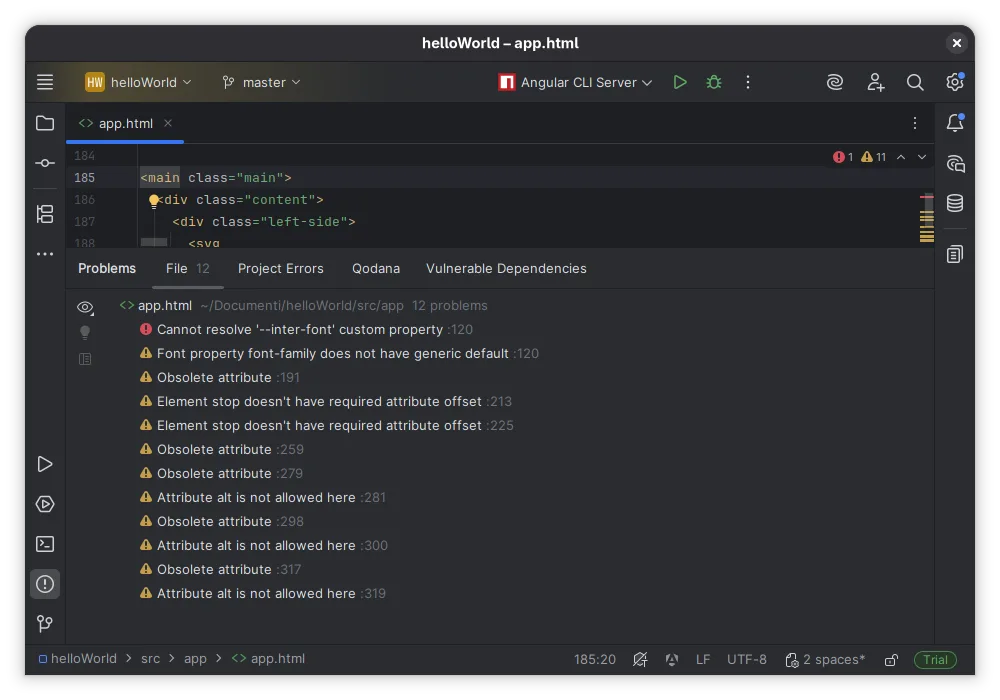 helloWorld – app.html
HW helloWorld master Angular CLI Server
app.html
184
185 <main class="main">
186 <div class="content">
187 <div class="left-side">
188 <svg
1 11
Problems File 12 Project Errors Qodana Vulnerable Dependencies
<> app.html ~/Documenti/helloWorld/src/app 12 problems
Cannot resolve '--inter-font' custom property :120
Font property font-family does not have generic default :120
Obsolete attribute :191
Element stop doesn't have required attribute offset :213
Element stop doesn't have required attribute offset :225
Obsolete attribute :259
Obsolete attribute :279
Attribute alt is not allowed here :281
Obsolete attribute :298
Attribute alt is not allowed here :300
Obsolete attribute :317
Attribute alt is not allowed here :319
helloWorld > src > app > <> app.html 185:20 LF UTF-8 2 spaces* Trial